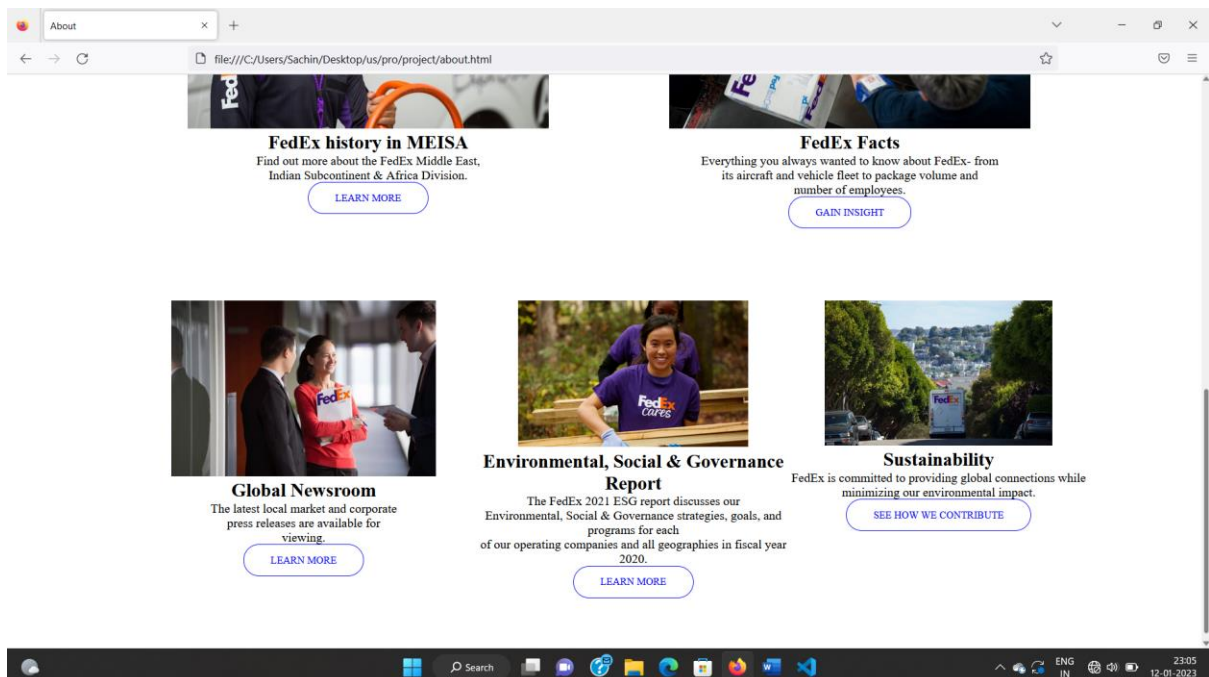 About
file:///C:/Users/Sachin/Desktop/us/pro/project/about.html
Fed
FedEx
FedEx history in MEISA
Find out more about the FedEx Middle East,
Indian Subcontinent & Africa Division.
LEARN MORE
FedEx Facts
Everything you always wanted to know about FedEx- from
its aircraft and vehicle fleet to package volume and
number of employees.
GAIN INSIGHT
FedEx
Global Newsroom
The latest local market and corporate
press releases are available for
viewing.
LEARN MORE
FedEx
Cares
Environmental, Social & Governance
Report
The FedEx 2021 ESG report discusses our
Environmental, Social & Governance strategies, goals, and
programs for each
of our operating companies and all geographies in fiscal year
2020.
LEARN MORE
FedEx
Sustainability
FedEx is committed to providing global connections while
minimizing our environmental impact.
SEE HOW WE CONTRIBUTE
Search
ENG
IN
23:05
12-01-2023